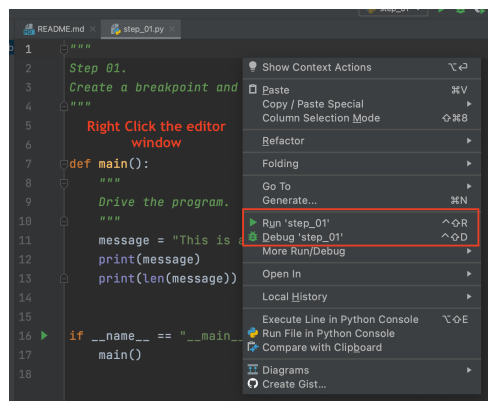 README.md
step_01.py
1 """
2 Step 01.
3 Create a breakpoint and
4 """
5
6
Right Click the editor
window
7 def main():
8 """
9 Drive the program.
10 """
11 message = "This is a
12 print(message)
13 print(len(message))
14
15
16 if __name__ == "__main__
17 main()
18
Show Context Actions ⌥⏎
Paste ⌘V
Copy / Paste Special
Column Selection Mode ⇧⌘8
Refactor
Folding
Go To
Generate... ⌘N
Run 'step_01' ^⇧R
Debug 'step_01' ^⇧D
More Run/Debug
Open In
Local History
Execute Line in Python Console ⌥⇧E
Run File in Python Console
Compare with Clipboard
Diagrams
Create Gist...